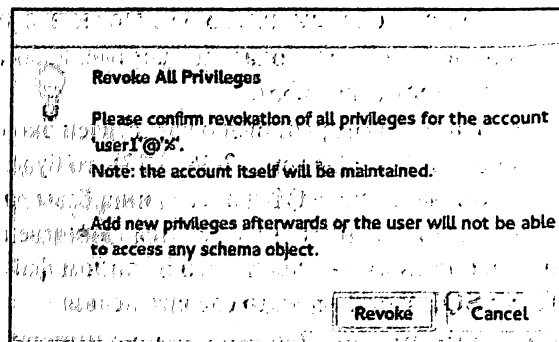 Revoke All Privileges
Please confirm revokation of all privileges for the account
'user1'@'%'.
Note: the account itself will be maintained.
Add new privileges afterwards or the user will not be able
to access any schema object.
Revoke
Cancel